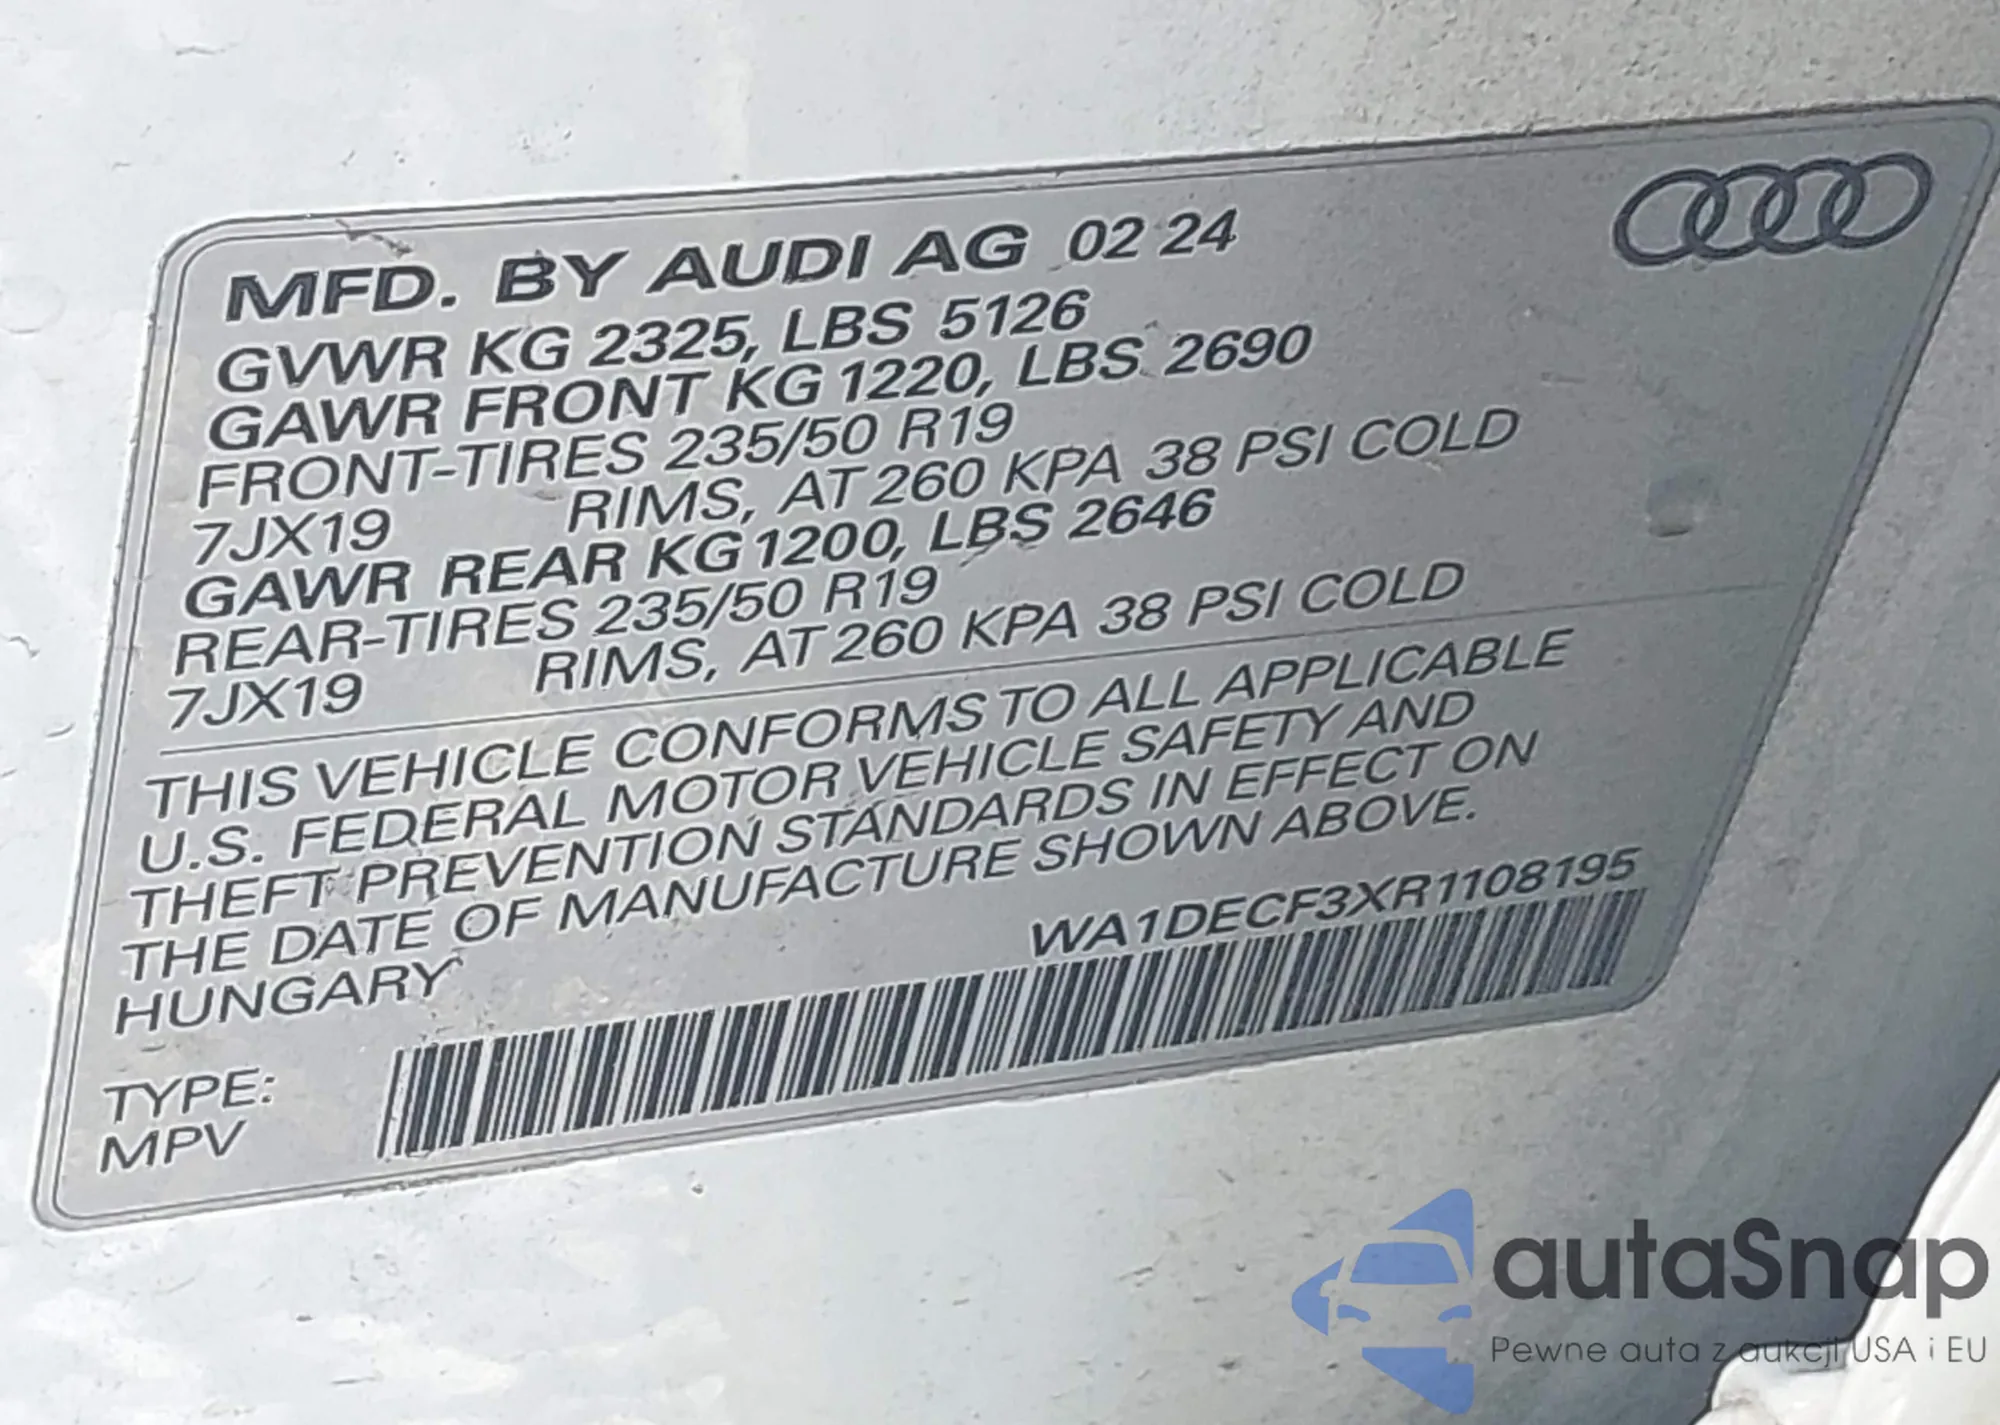 MFD. BY AUDI AG 02 24
GVWR KG 2325, LBS 5126
GAWR FRONT KG 1220, LBS 2690
FRONT-TIRES 235/50 R19
7JX19 RIMS, AT 260 KPA 38 PSI COLD
GAWR REAR KG 1200, LBS 2646
REAR-TIRES 235/50 R19
7JX19 RIMS, AT 260 KPA 38 PSI COLD
THIS VEHICLE CONFORMS TO ALL APPLICABLE
U.S. FEDERAL MOTOR VEHICLE SAFETY AND
THEFT PREVENTION STANDARDS IN EFFECT ON
THE DATE OF MANUFACTURE SHOWN ABOVE.
HUNGARY
WA1DECF3XR1108195
TYPE:
MPV
autaSnap
Pewne auta z aukcji USA i EU